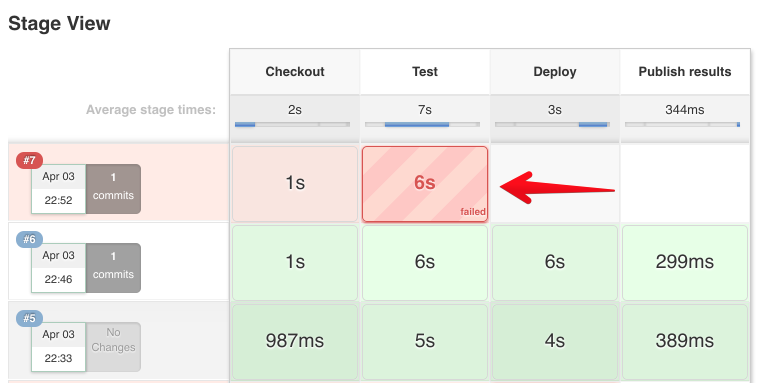 Stage View
Checkout Test Deploy Publish results
Average stage times: 2s 7s 3s 344ms
#7
Apr 03 1 commits
22:52
1s 6s failed
#6
Apr 03 1 commits
22:46
1s 6s 6s 299ms
#5
Apr 03 No Changes
22:33
987ms 5s 4s 389ms